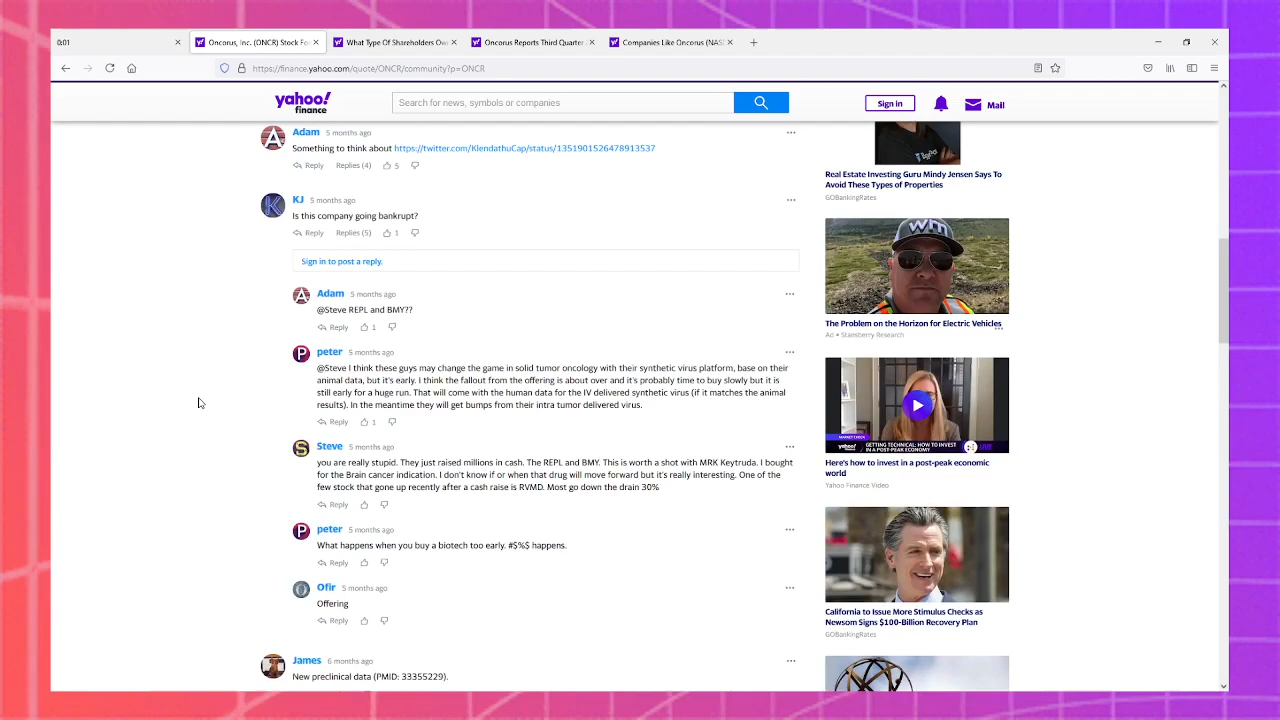 0:01
Oncorus, Inc. (ONCR) Stock Fo
What Type Of Shareholders Ow
Oncorus Reports Third Quarter
Companies Like Oncorus (NAS
https://finance.yahoo.com/quote/ONCR/community?p=ONCR
yahoo!
finance
Search for news, symbols or companies
Sign in
Mail
Adam 5 months ago
Something to think about https://twitter.com/KlendathuCap/status/1351901526478913537
Reply Replies (4) 5
KJ 5 months ago
Is this company going bankrupt?
Reply Replies (5) 1
Sign in to post a reply.
Adam 5 months ago
@Steve REPL and BMY??
Reply 1
peter 5 months ago
@Steve I think these guys may change the game in solid tumor oncology with their synthetic virus platform, base on their
animal data, but it's early. I think the fallout from the offering is about over and it's probably time to buy slowly but it is
still early for a huge run. That will come with the human data for the IV delivered synthetic virus (if it matches the animal
results). In the meantime they will get bumps from their intra tumor delivered virus.
Reply 1
Steve 5 months ago
you are really stupid. They just raised millions in cash. The REPL and BMY. This is worth a shot with MRK Keytruda. I bought
for the Brain cancer indication. I don't know if or when that drug will move forward but it's really interesting. One of the
few stock that gone up recently after a cash raise is RVMD. Most go down the drain 30%
Reply
peter 5 months ago
What happens when you buy a biotech too early. #$%$ happens.
Reply
Ofir 5 months ago
Offering
Reply
James 6 months ago
New preclinical data (PMID: 33355229).
Real Estate Investing Guru Mindy Jensen Says To
Avoid These Types of Properties
GOBankingRates
The Problem on the Horizon for Electric Vehicles
Ad • Stansberry Research
MARKET CHECK
yahoo!
finance
GETTING TECHNICAL: HOW TO INVEST
IN A POST-PEAK ECONOMY
LIVE
Here's how to invest in a post-peak economic
world
Yahoo Finance Video
California to Issue More Stimulus Checks as
Newsom Signs $100-Billion Recovery Plan
GOBankingRates